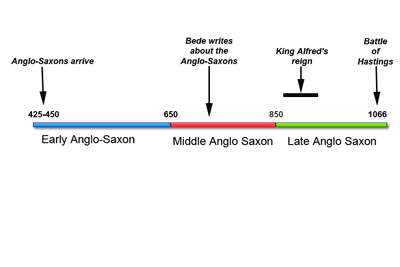 Anglo-Saxons arrive
Bede writes
about the
Anglo-Saxons
King Alfred's
reign
Battle
of
Hastings
425-450
650
850
1066
Early Anglo-Saxon
Middle Anglo Saxon
Late Anglo Saxon